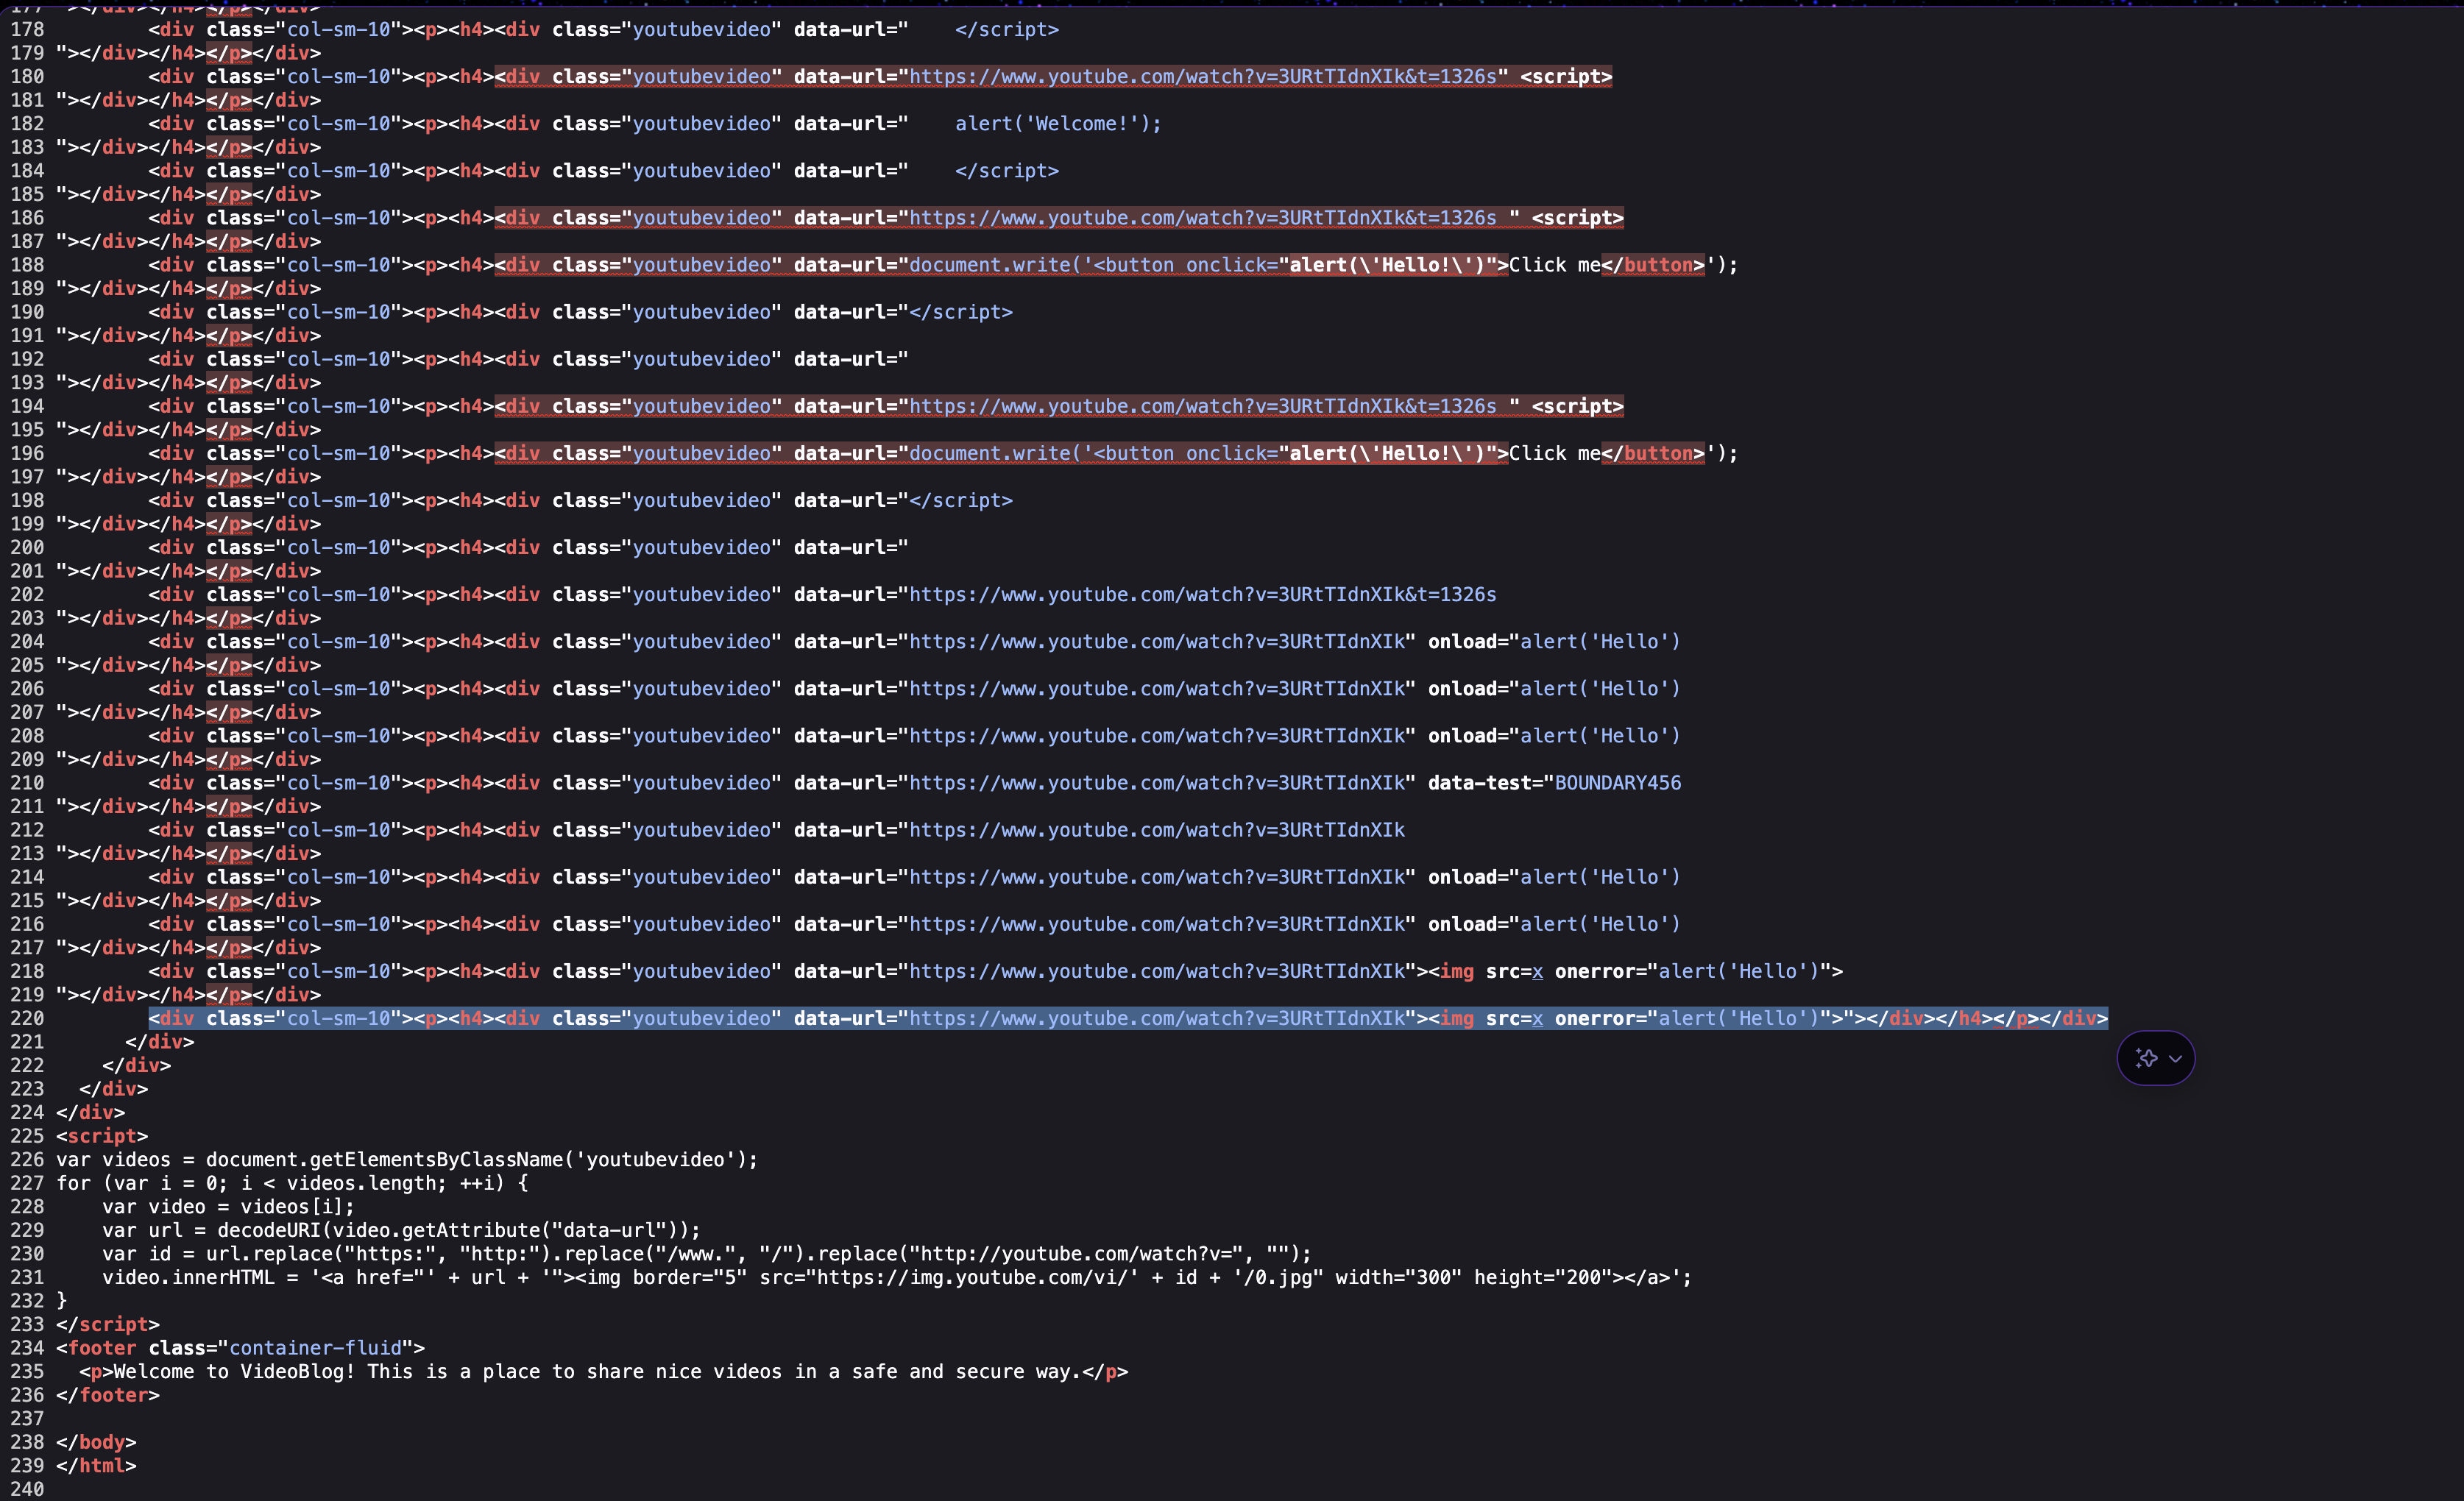 177 "></div></h4></p></div>
178         <div class="col-sm-10"><p><h4><div class="youtubevideo" data-url="    </script>
179 "></div></h4></p></div>
180         <div class="col-sm-10"><p><h4><div class="youtubevideo" data-url="https://www.youtube.com/watch?v=3URtTIdnXIk&t=1326s" <script>
181 "></div></h4></p></div>
182         <div class="col-sm-10"><p><h4><div class="youtubevideo" data-url="    alert('Welcome!');
183 "></div></h4></p></div>
184         <div class="col-sm-10"><p><h4><div class="youtubevideo" data-url="    </script>
185 "></div></h4></p></div>
186         <div class="col-sm-10"><p><h4><div class="youtubevideo" data-url="https://www.youtube.com/watch?v=3URtTIdnXIk&t=1326s " <script>
187 "></div></h4></p></div>
188         <div class="col-sm-10"><p><h4><div class="youtubevideo" data-url="document.write('<button onclick="alert(\'Hello!\')">Click me</button>');
189 "></div></h4></p></div>
190         <div class="col-sm-10"><p><h4><div class="youtubevideo" data-url="</script>
191 "></div></h4></p></div>
192         <div class="col-sm-10"><p><h4><div class="youtubevideo" data-url="
193 "></div></h4></p></div>
194         <div class="col-sm-10"><p><h4><div class="youtubevideo" data-url="https://www.youtube.com/watch?v=3URtTIdnXIk&t=1326s " <script>
195 "></div></h4></p></div>
196         <div class="col-sm-10"><p><h4><div class="youtubevideo" data-url="document.write('<button onclick="alert(\'Hello!\')">Click me</button>');
197 "></div></h4></p></div>
198         <div class="col-sm-10"><p><h4><div class="youtubevideo" data-url="</script>
199 "></div></h4></p></div>
200         <div class="col-sm-10"><p><h4><div class="youtubevideo" data-url="
201 "></div></h4></p></div>
202         <div class="col-sm-10"><p><h4><div class="youtubevideo" data-url="https://www.youtube.com/watch?v=3URtTIdnXIk&t=1326s
203 "></div></h4></p></div>
204         <div class="col-sm-10"><p><h4><div class="youtubevideo" data-url="https://www.youtube.com/watch?v=3URtTIdnXIk" onload="alert('Hello')
205 "></div></h4></p></div>
206         <div class="col-sm-10"><p><h4><div class="youtubevideo" data-url="https://www.youtube.com/watch?v=3URtTIdnXIk" onload="alert('Hello')
207 "></div></h4></p></div>
208         <div class="col-sm-10"><p><h4><div class="youtubevideo" data-url="https://www.youtube.com/watch?v=3URtTIdnXIk" onload="alert('Hello')
209 "></div></h4></p></div>
210         <div class="col-sm-10"><p><h4><div class="youtubevideo" data-url="https://www.youtube.com/watch?v=3URtTIdnXIk" data-test="BOUNDARY456
211 "></div></h4></p></div>
212         <div class="col-sm-10"><p><h4><div class="youtubevideo" data-url="https://www.youtube.com/watch?v=3URtTIdnXIk
213 "></div></h4></p></div>
214         <div class="col-sm-10"><p><h4><div class="youtubevideo" data-url="https://www.youtube.com/watch?v=3URtTIdnXIk" onload="alert('Hello')
215 "></div></h4></p></div>
216         <div class="col-sm-10"><p><h4><div class="youtubevideo" data-url="https://www.youtube.com/watch?v=3URtTIdnXIk" onload="alert('Hello')
217 "></div></h4></p></div>
218         <div class="col-sm-10"><p><h4><div class="youtubevideo" data-url="https://www.youtube.com/watch?v=3URtTIdnXIk"><img src=x onerror="alert('Hello')">
219 "></div></h4></p></div>
220         <div class="col-sm-10"><p><h4><div class="youtubevideo" data-url="https://www.youtube.com/watch?v=3URtTIdnXIk"><img src=x onerror="alert('Hello')">"></div></h4></p></div>
221       </div>
222     </div>
223   </div>
224 </div>
225 <script>
226 var videos = document.getElementsByClassName('youtubevideo');
227 for (var i = 0; i < videos.length; ++i) {
228     var video = videos[i];
229     var url = decodeURI(video.getAttribute("data-url"));
230     var id = url.replace("https:", "http:").replace("/www.", "/").replace("http://youtube.com/watch?v=", "");
231     video.innerHTML = '<a href="' + url + '"><img border="5" src="https://img.youtube.com/vi/' + id + '/0.jpg" width="300" height="200"></a>';
232 }
233 </script>
234 <footer class="container-fluid">
235   <p>Welcome to VideoBlog! This is a place to share nice videos in a safe and secure way.</p>
236 </footer>
237
238 </body>
239 </html>
240